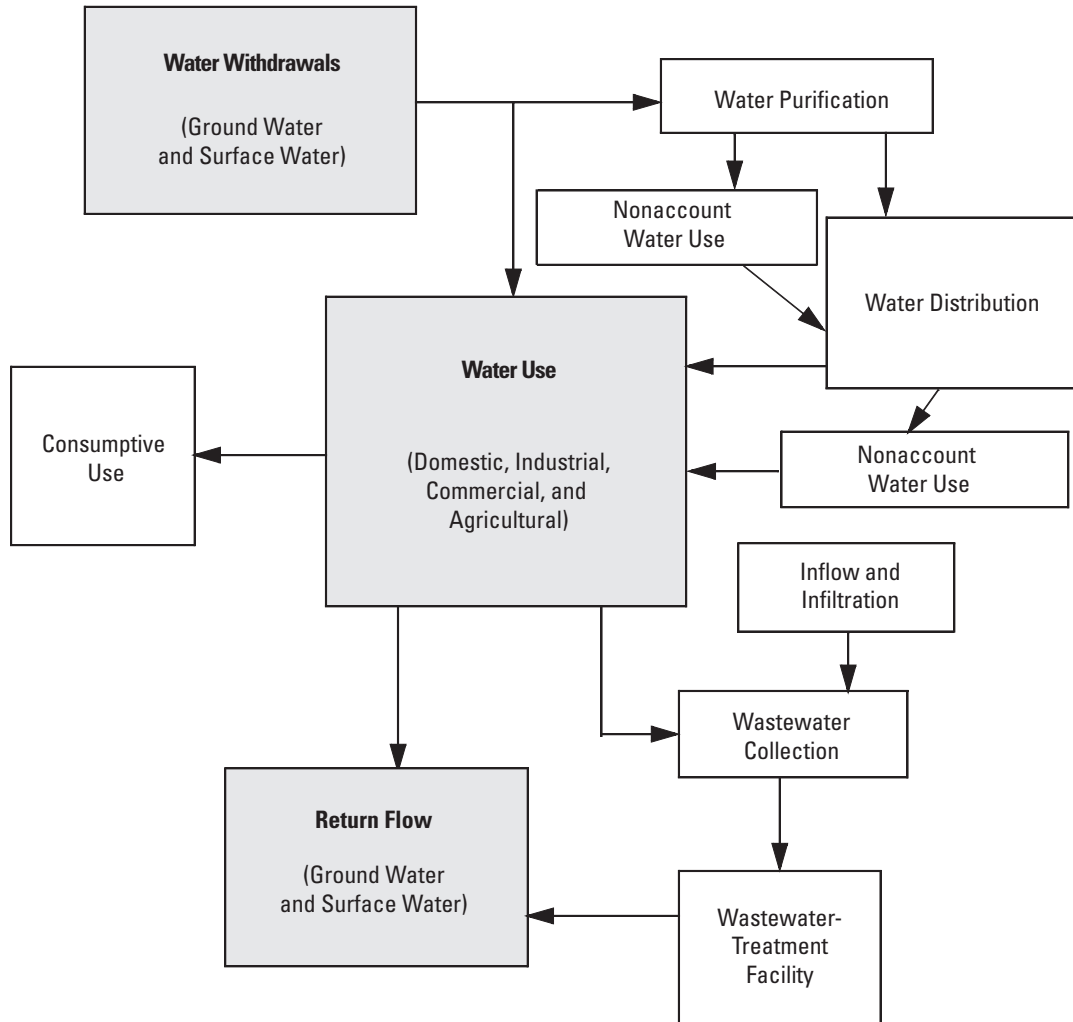 Water Withdrawals
(Ground Water
and Surface Water)
Water Purification
Nonaccount
Water Use
Water Distribution
Water Use
(Domestic, Industrial,
Commercial, and
Agricultural)
Consumptive
Use
Nonaccount
Water Use
Inflow and
Infiltration
Wastewater
Collection
Return Flow
(Ground Water
and Surface Water)
Wastewater-
Treatment
Facility